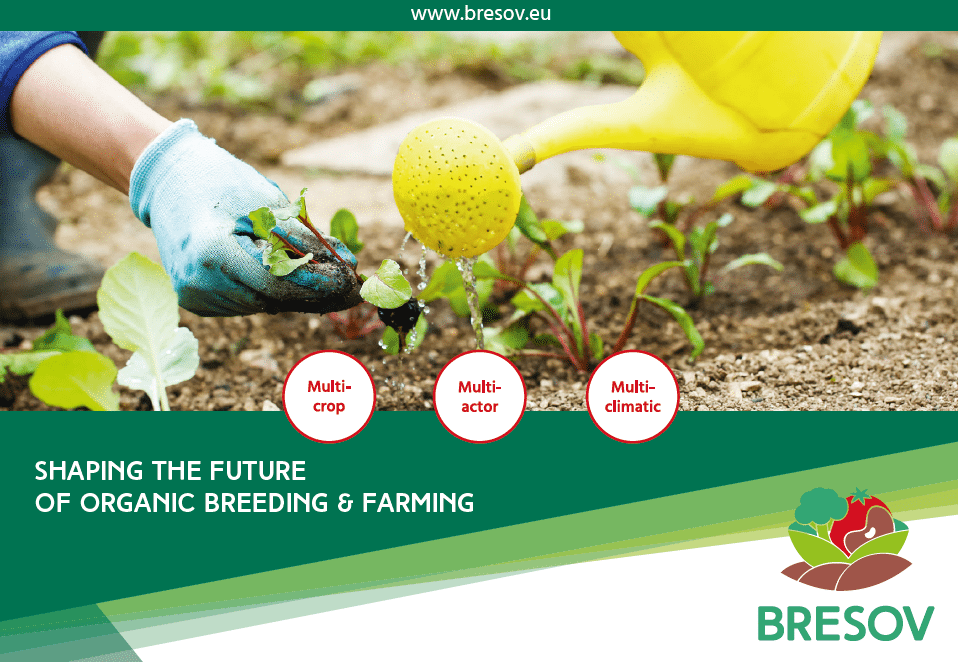 www.bresov.eu
Multi-
crop
Multi-
actor
Multi-
climatic
SHAPING THE FUTURE
OF ORGANIC BREEDING & FARMING
BRESOV